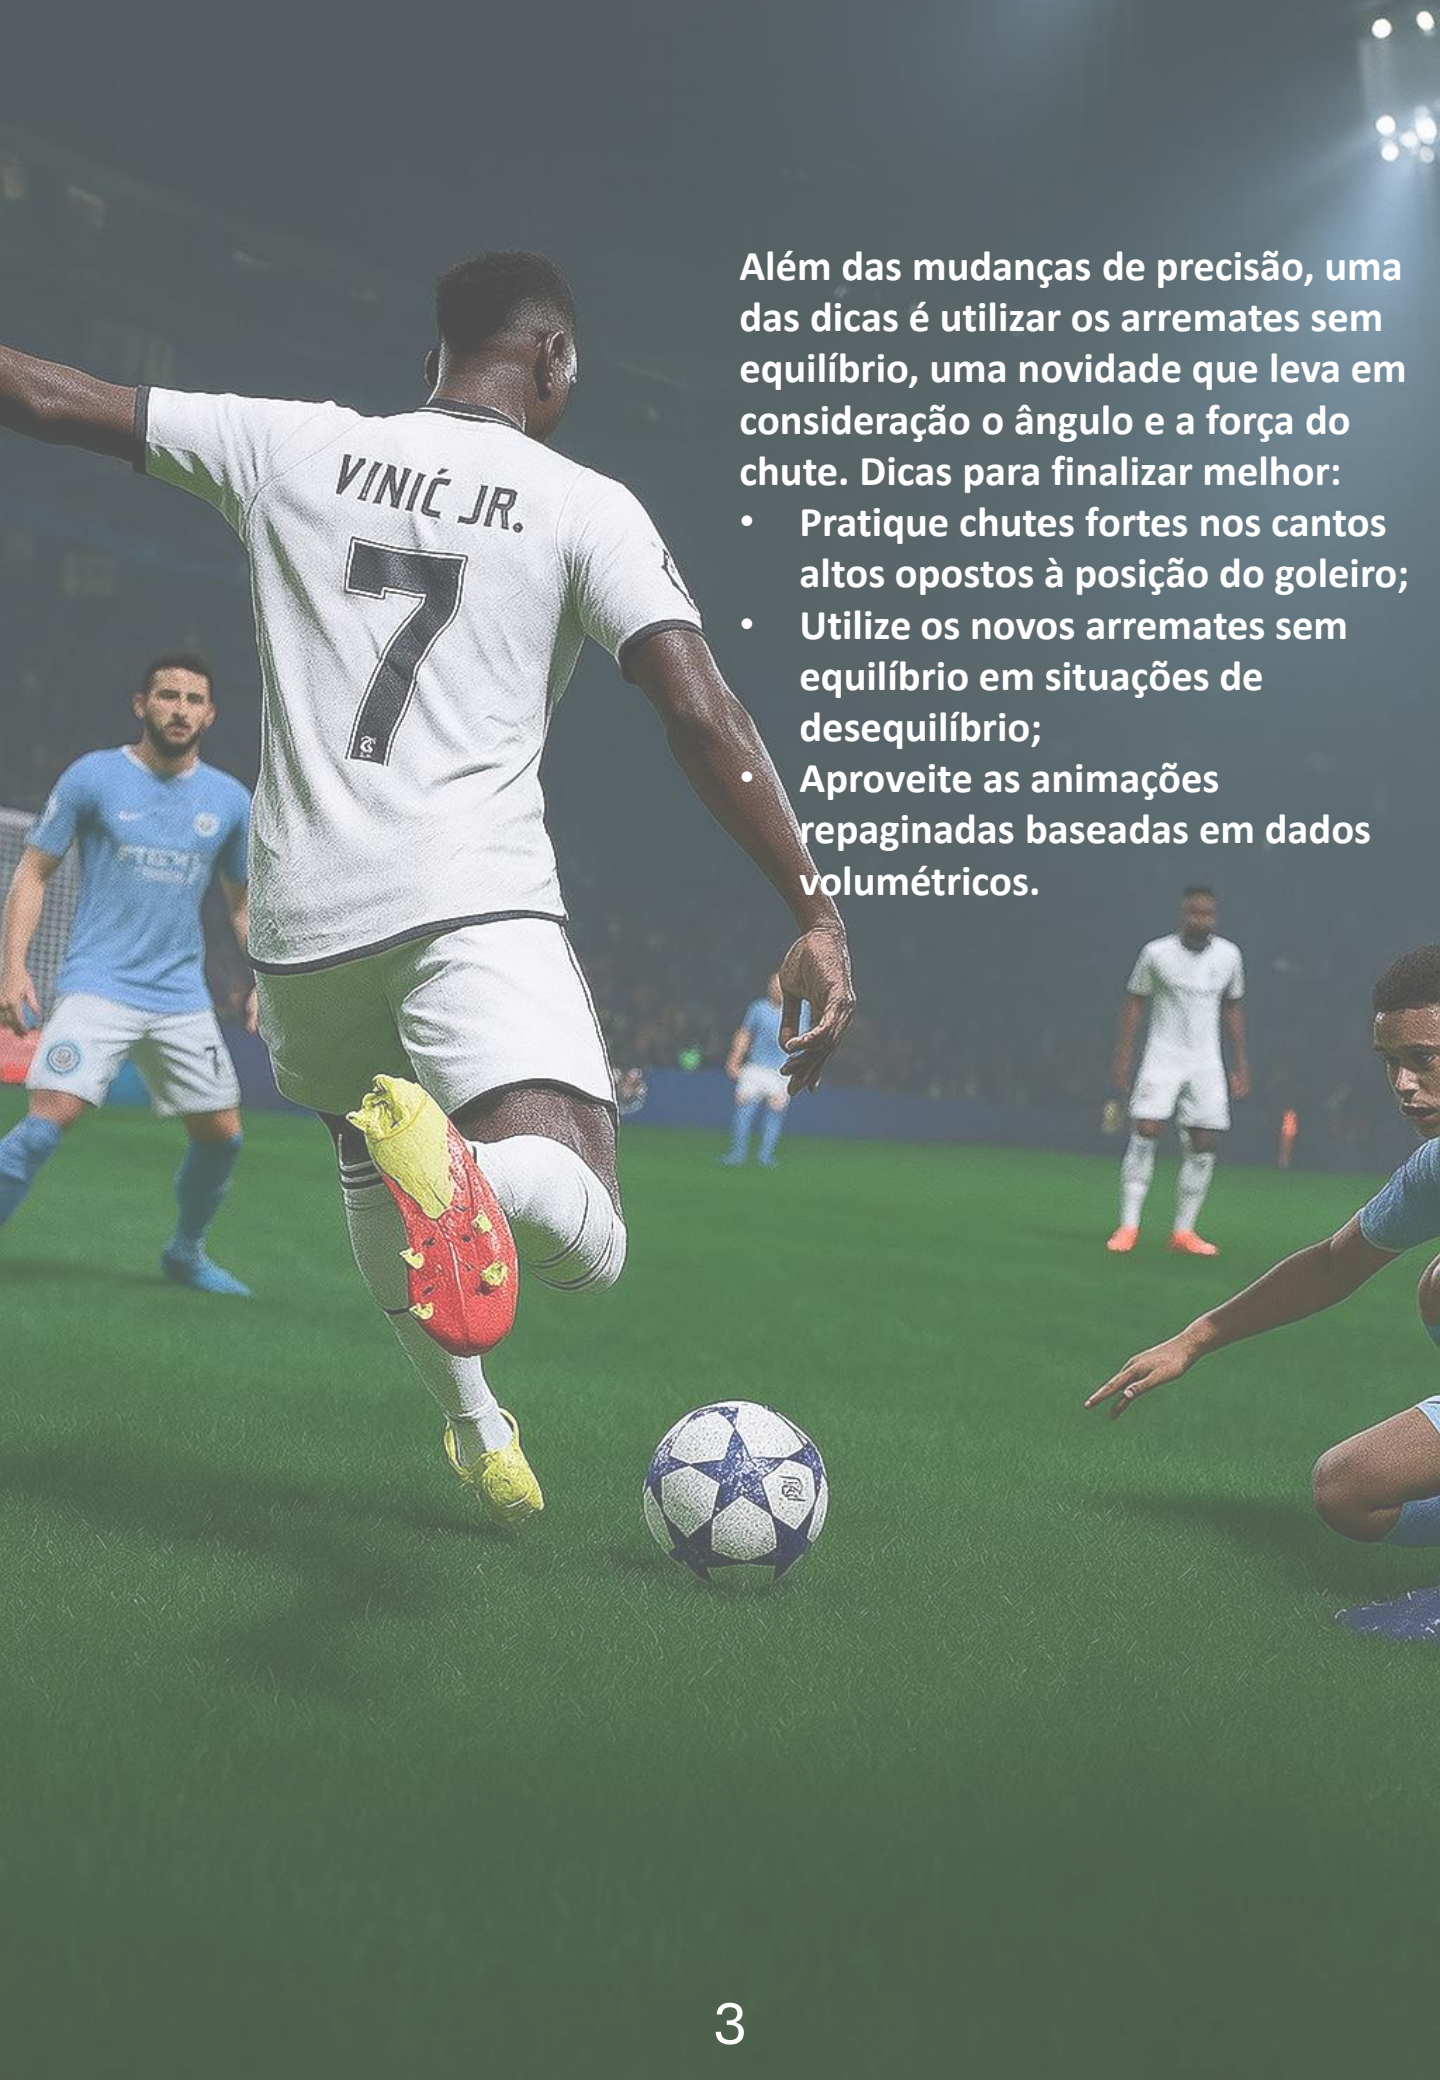 Além das mudanças de precisão, uma
das dicas é utilizar os arremates sem
equilíbrio, uma novidade que leva em
consideração o ângulo e a força do
chute. Dicas para finalizar melhor:
• Pratique chutes fortes nos cantos
altos opostos à posição do goleiro;
• Utilize os novos arremates sem
equilíbrio em situações de
desequilíbrio;
• Aproveite as animações
repaginadas baseadas em dados
volumétricos.
VINIĆ JR.
7
7
3